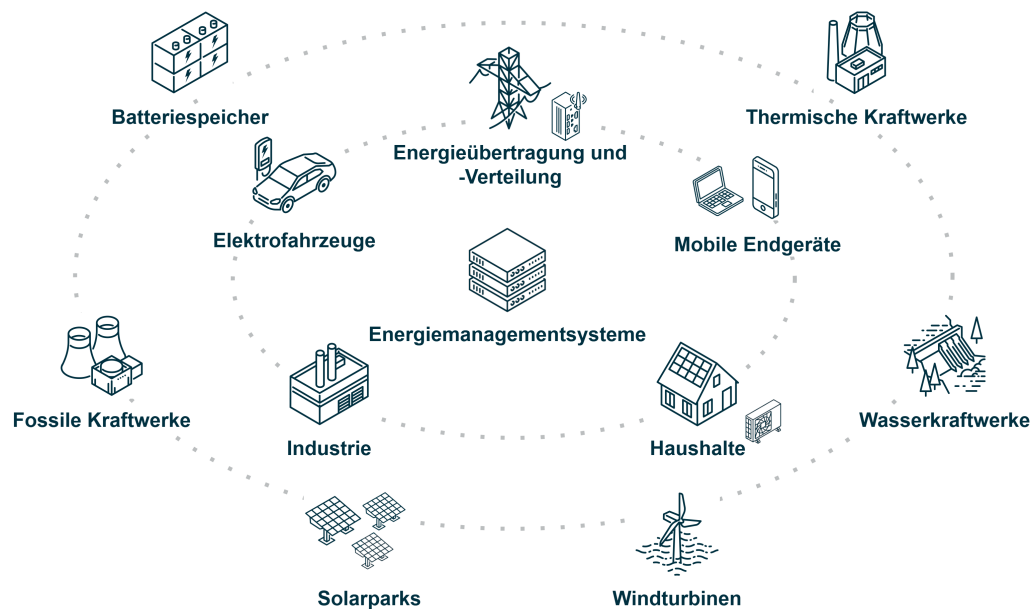 Batteriespeicher
Thermische Kraftwerke
Energieübertragung und
-Verteilung
Elektrofahrzeuge
Mobile Endgeräte
Energiemanagementsysteme
Fossile Kraftwerke
Wasserkraftwerke
Industrie
Haushalte
Solarparks
Windturbinen